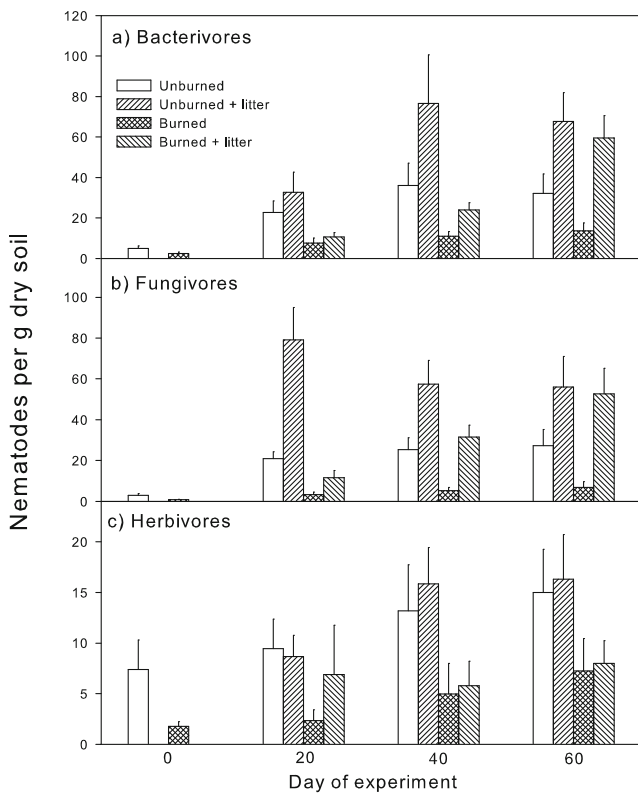 120
a) Bacterivores
100
Unburned
Unburned + litter
80
Burned
Burned + litter
60
40
20
0
b) Fungivores
100
80
60
40
20
0
c) Herbivores
20
15
10
5
0
0 20 40 60
Day of experiment
Nematodes per g dry soil